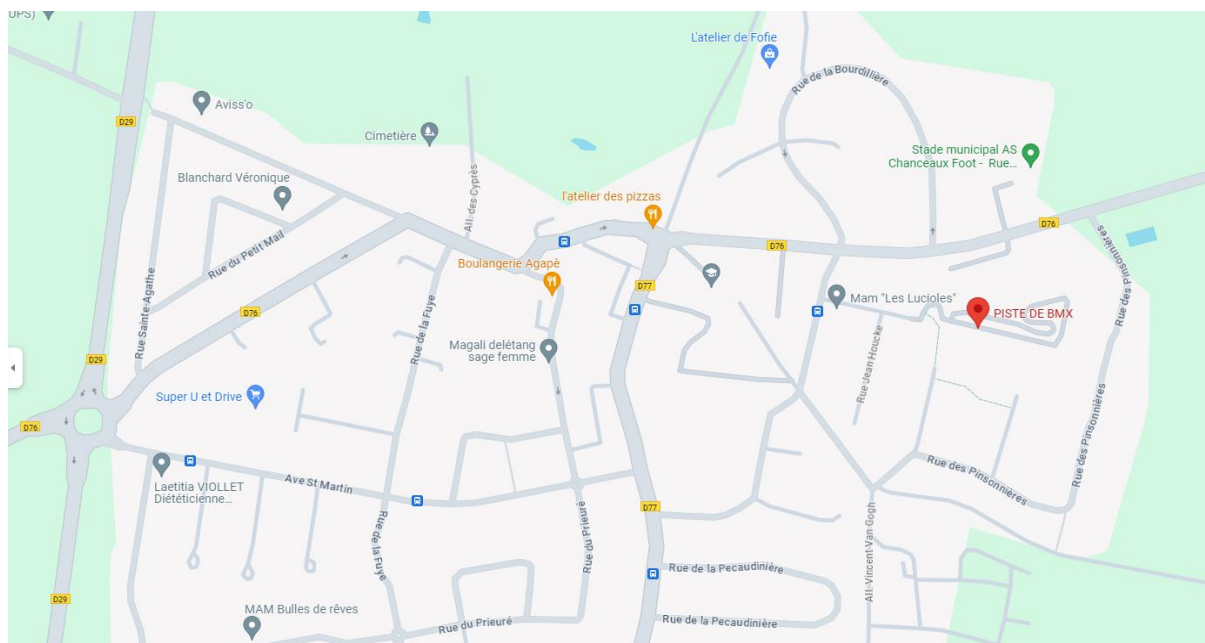 UPS)
L'atelier de Fofie
Rue de la Bourdillière
Aviss'o
D29
Cimetière
Stade municipal AS
Chanceaux Foot - Rue...
Blanchard Véronique
All. des Cyprès
l'atelier des pizzas
Rue du Petit Mail
D76
D76
Rue des Pinsonnières
Boulangerie Agapè
D77
Mam "Les Lucioles"
PISTE DE BMX
Rue Sainte-Agathe
D76
Rue de la Fuye
Rue Jean Houcke
Magali delétang
sage femme
D29
Super U et Drive
D76
Rue des Pinsonnières
Rue des Pinsonnières
Laetitia VIOLLET
Diététicienne...
Ave St Martin
D77
Rue de la Fuye
Rue du Prieuré
All. Vincent Van Gogh
Rue de la Pecaudinière
D29
MAM Bulles de rêves
Rue du Prieuré
Rue de la Pecaudinière